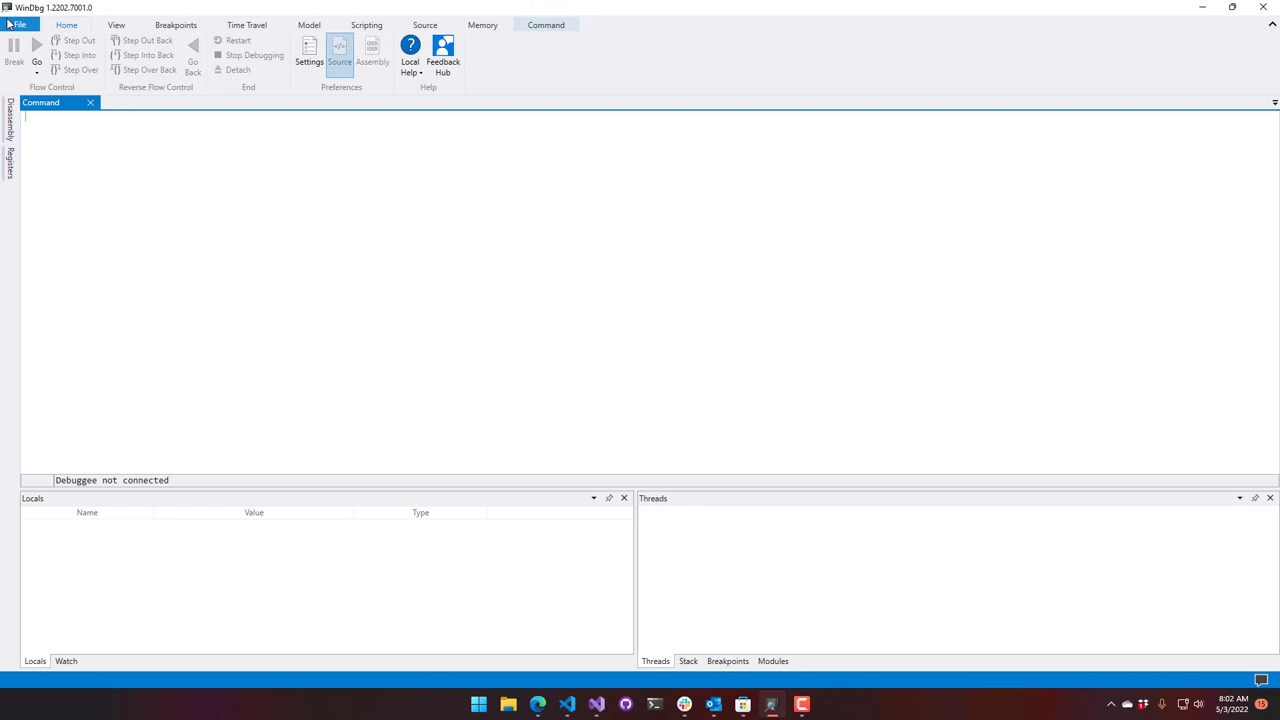 WinDbg 1.2202.7001.0
File Home View Breakpoints Time Travel Model Scripting Source Memory Command
Break
Go
Step Out
Step Into
Step Over
Flow Control
Step Out Back
Step Into Back
Step Over Back
Go
Back
Reverse Flow Control
Restart
Stop Debugging
Detach
End
Settings
Source
Assembly
Preferences
Local
Help
Feedback
Hub
Help
Disassembly
Registers
Command
Debuggee not connected
Locals
Name Value Type
Locals Watch
Threads
Threads Stack Breakpoints Modules
8:02 AM
5/3/2022
15